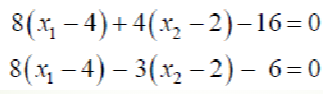 8(x₁ − 4) + 4(x₂ − 2) − 16 = 0
8(x₁ − 4) − 3(x₂ − 2) − 6 = 0